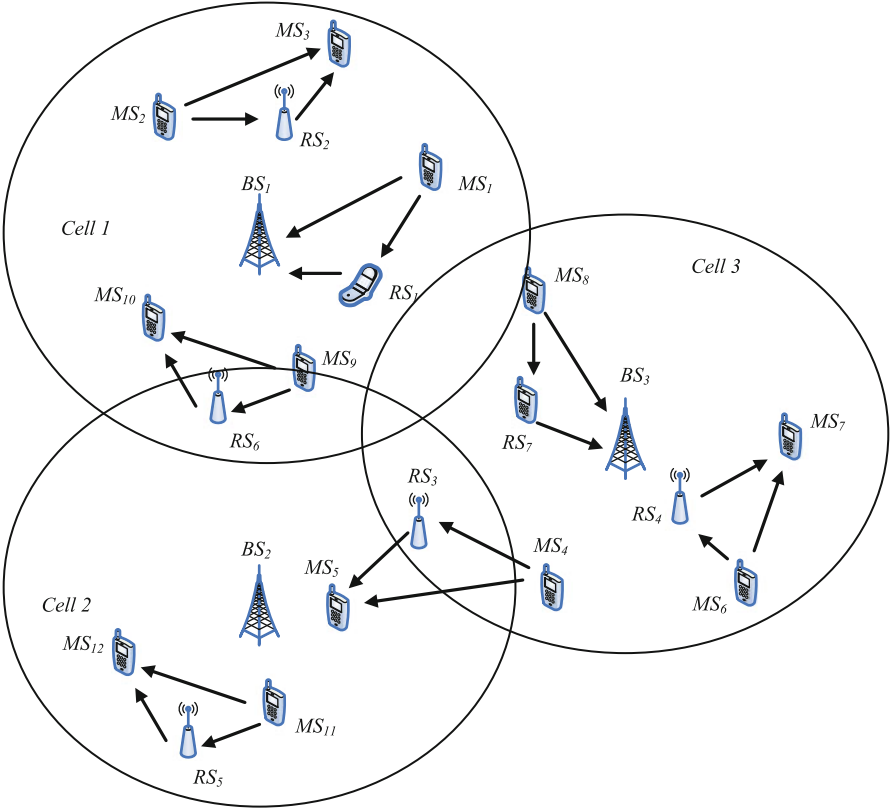 MS₃
MS₂
RS₂
BS₁
MS₁
Cell 1
MS₈
Cell 3
MS₁₀
RS₁
MS₉
BS₃
MS₇
RS₆
RS₇
RS₃
RS₄
BS₂
MS₅
MS₄
Cell 2
MS₆
MS₁₂
MS₁₁
RS₅